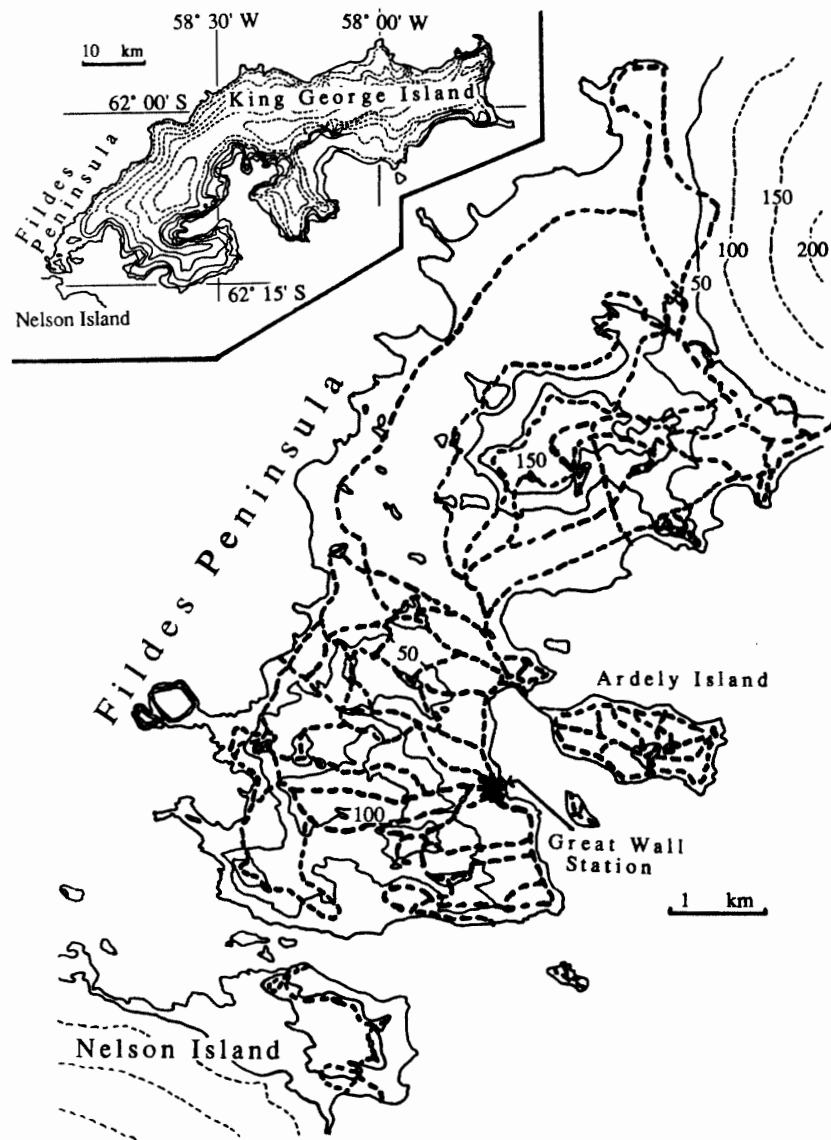 58° 30' W
58° 00' W
10 km
62° 00' S
King George Island
Fildes
Peninsula
62° 15' S
Nelson Island
150
100
200
50
Fildes Peninsula
150
50
Ardely Island
100
Great Wall
Station
1 km
Nelson Island